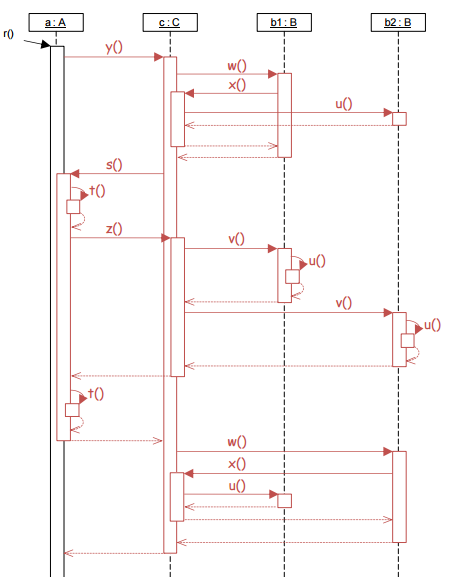 a : A
c : C
b1 : B
b2 : B
r()
y()
w()
x()
u()
s()
t()
z()
v()
u()
v()
u()
t()
w()
x()
u()